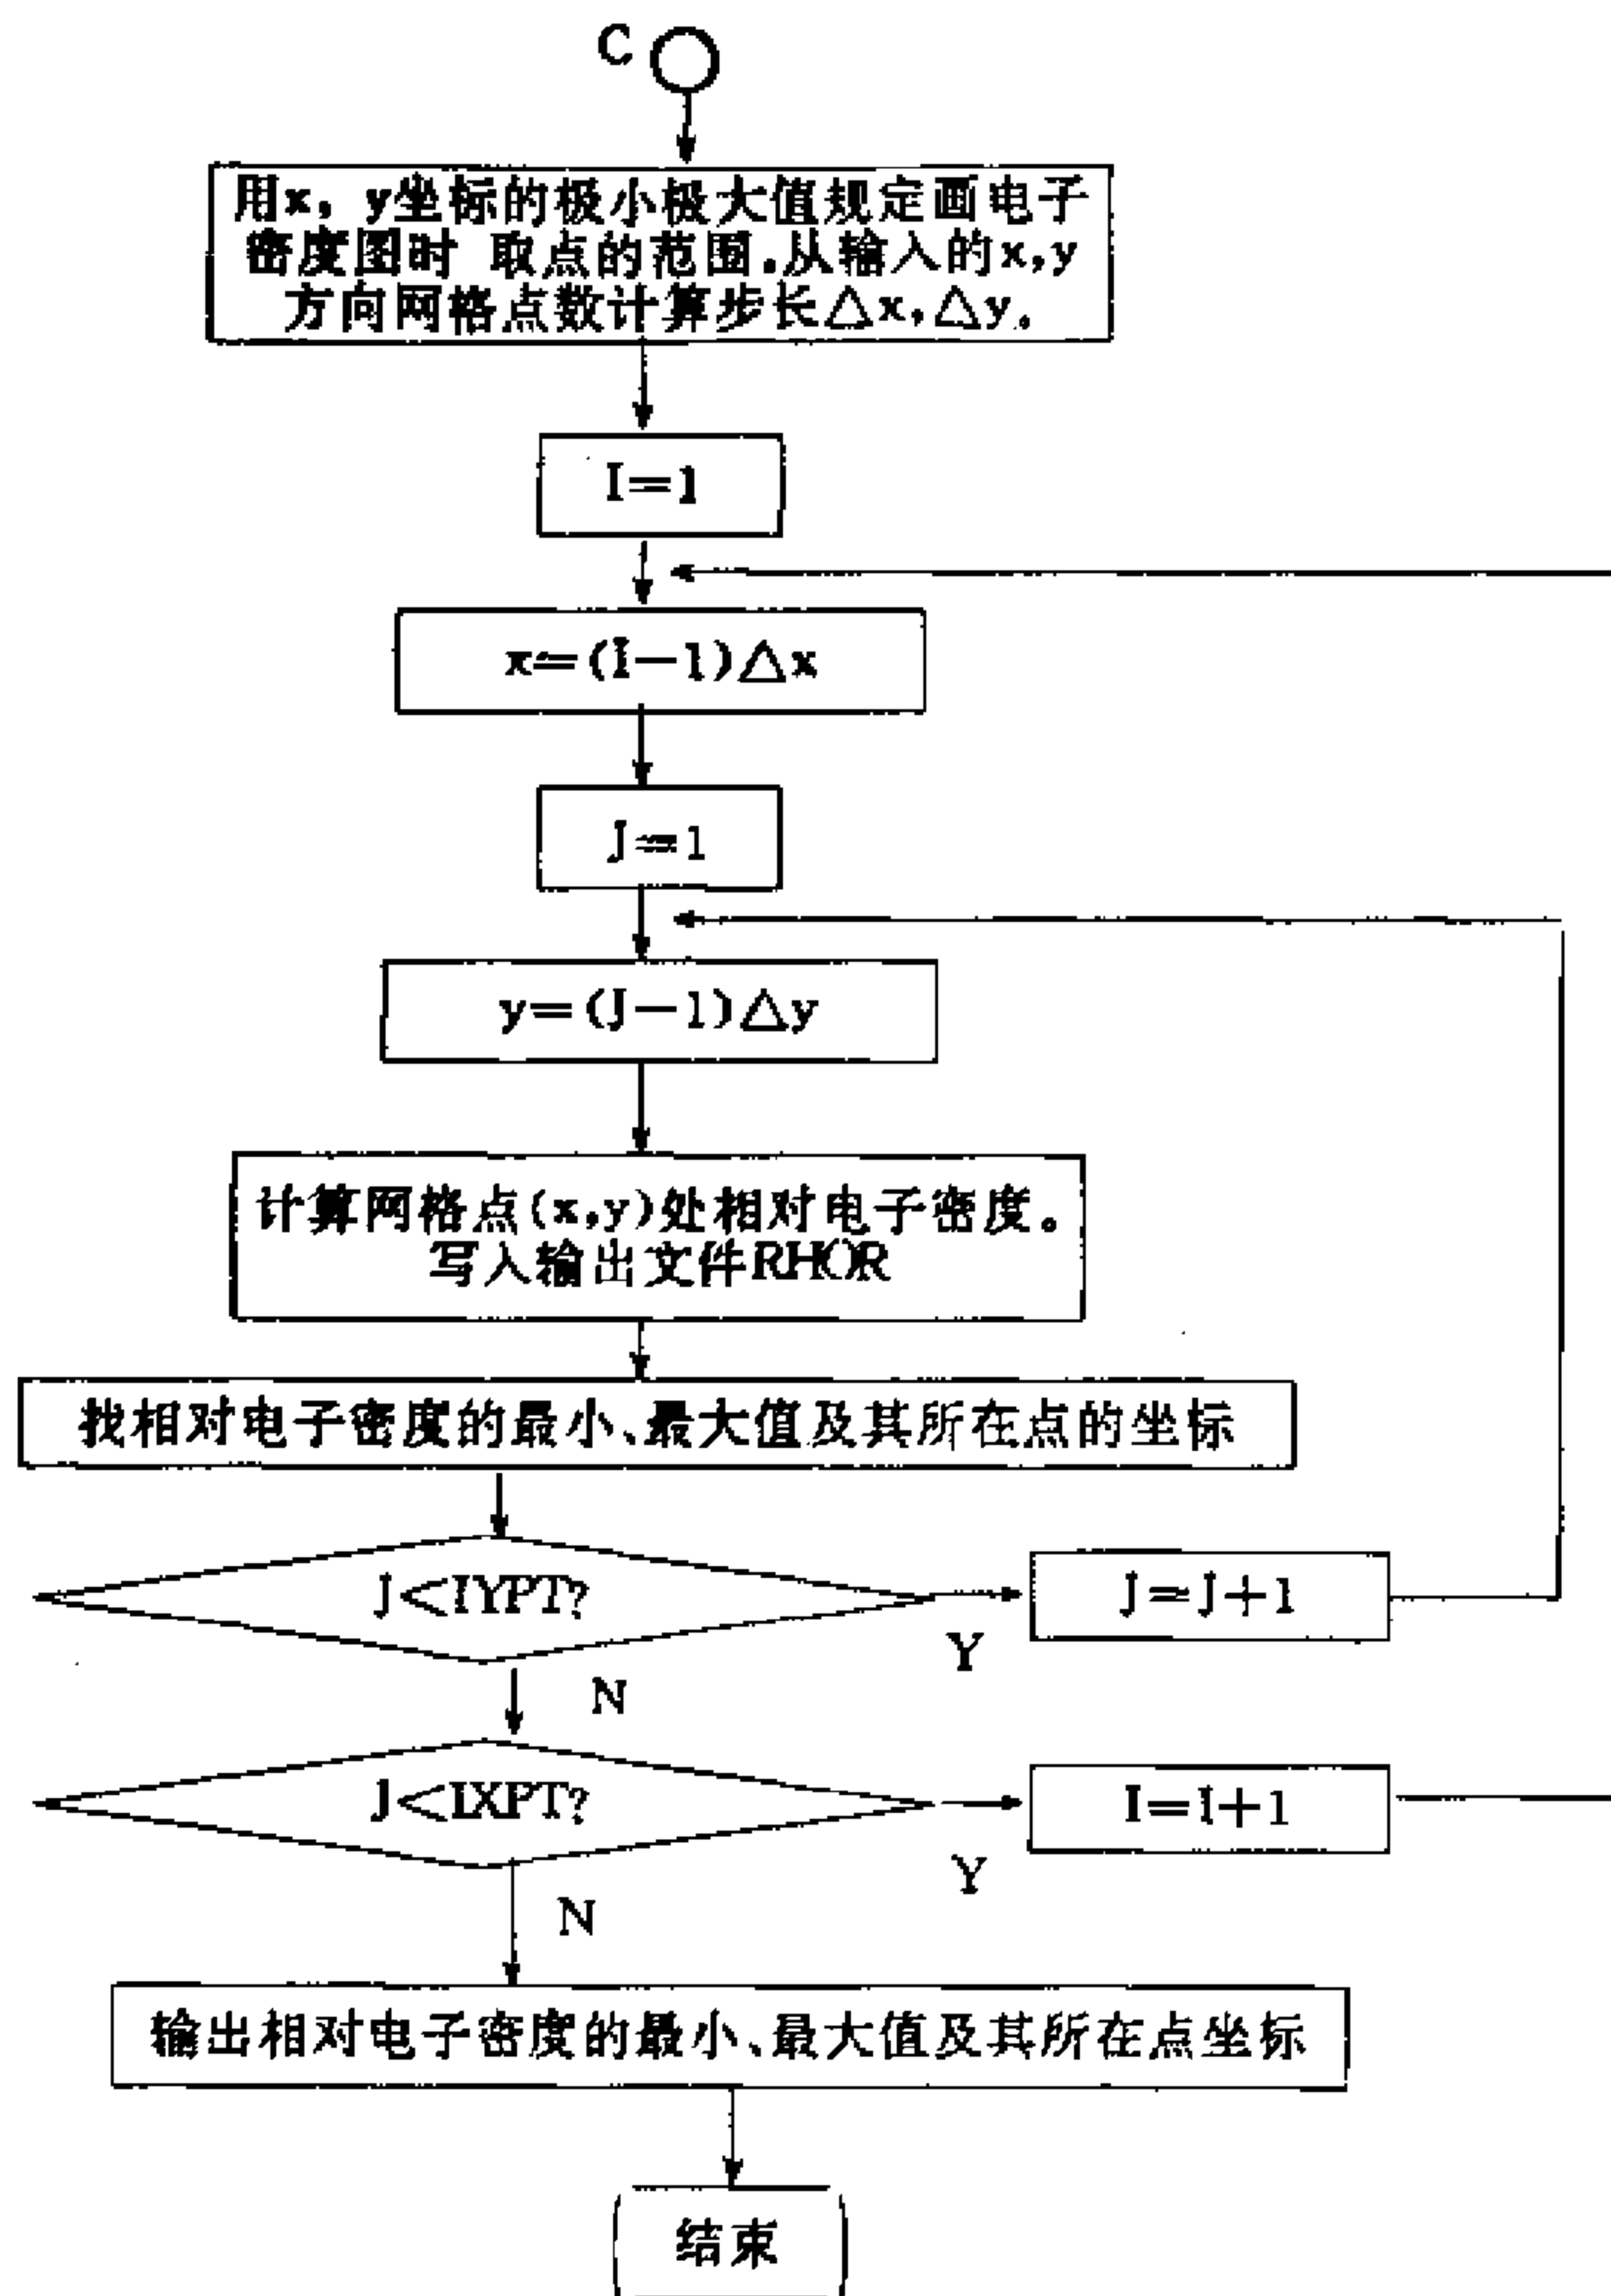 C
用x, y坐标的极小极大值规定画电子
密度图时 取点的范围.从输入的x,y
方向网格点数计算步长△x,△y.
I=1
x=(I-1)△x
J=1
y=(J-1)△y
计算网格点(x,y)处相对电子密度。
写入输出文件RHOR
找相对电子密度的最小、最大值及其所在点的坐标
J<IYPT?
J=J+1
Y
N
J<IXPT?
I=I+1
Y
N
输出相对电子密度的最小、最大值及其所在点坐标
结束